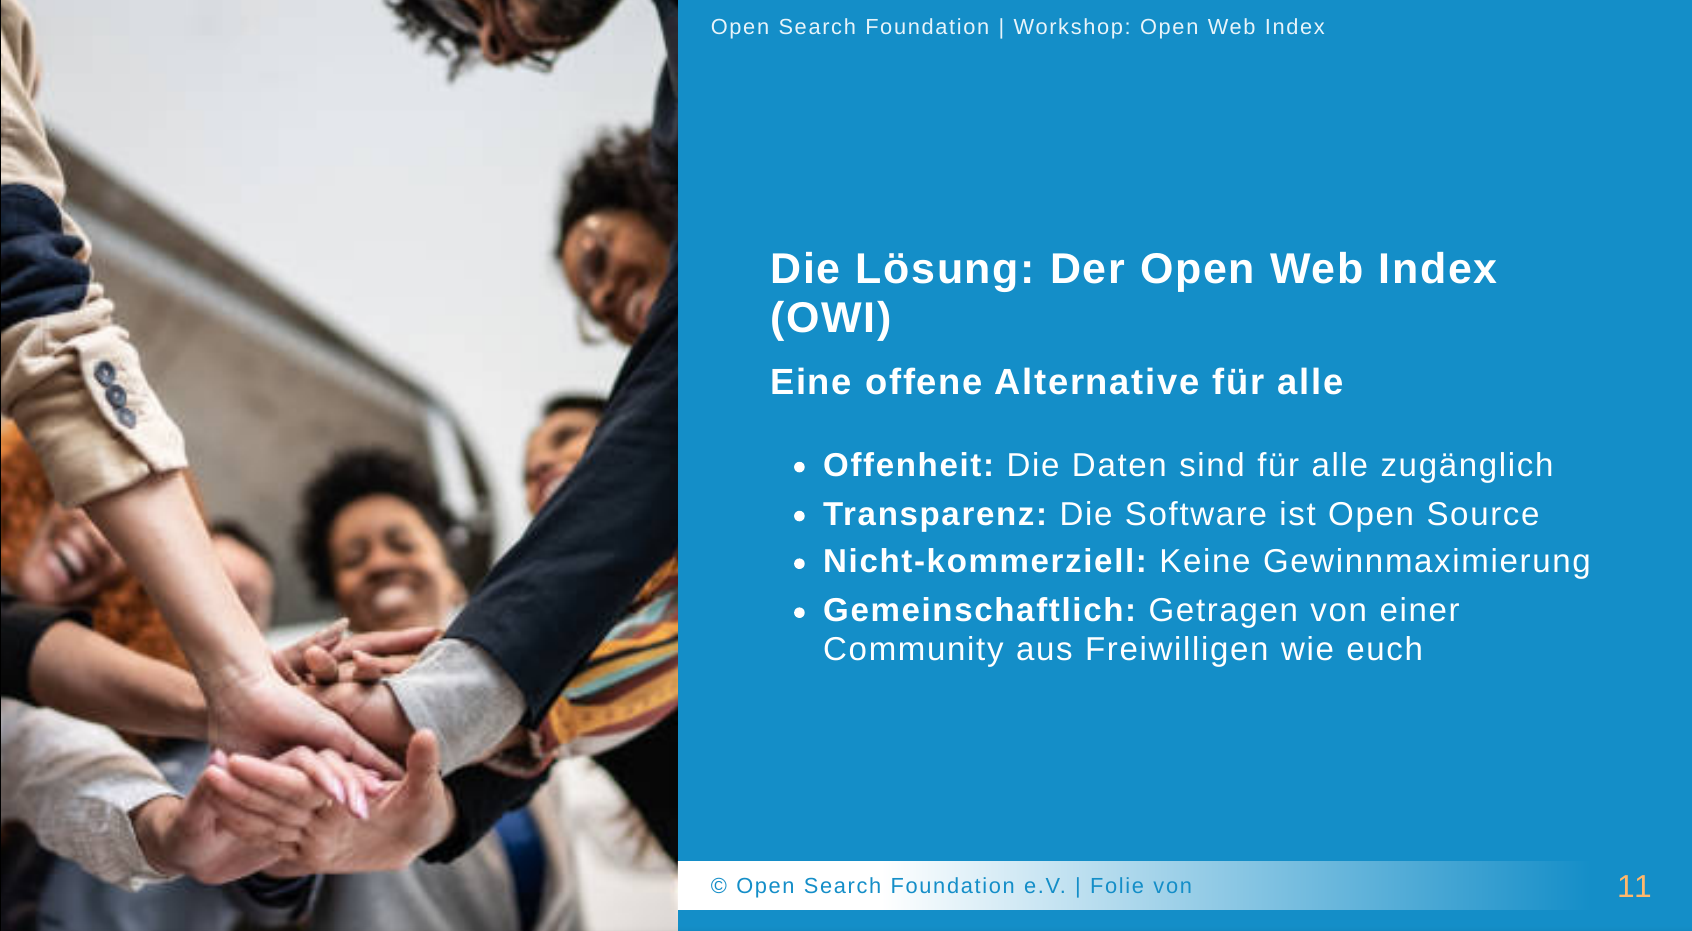 Open Search Foundation | Workshop: Open Web Index
Die Lösung: Der Open Web Index
(OWI)
Eine offene Alternative für alle
• Offenheit: Die Daten sind für alle zugänglich
• Transparenz: Die Software ist Open Source
• Nicht-kommerziell: Keine Gewinnmaximierung
• Gemeinschaftlich: Getragen von einer
Community aus Freiwilligen wie euch
© Open Search Foundation e.V. | Folie von
11